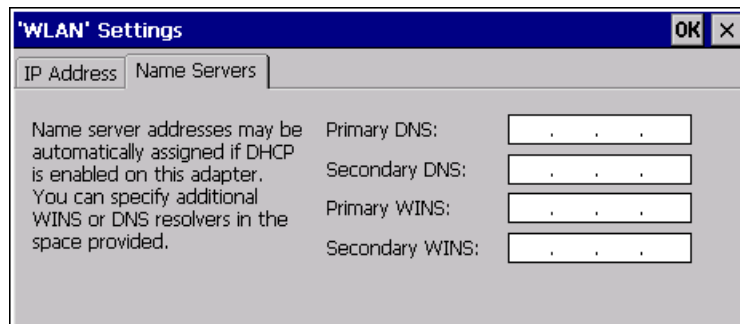 'WLAN' Settings OK ×
IP Address Name Servers
Name server addresses may be
automatically assigned if DHCP
is enabled on this adapter.
You can specify additional
WINS or DNS resolvers in the
space provided.
Primary DNS: . . .
Secondary DNS: . . .
Primary WINS: . . .
Secondary WINS: . . .